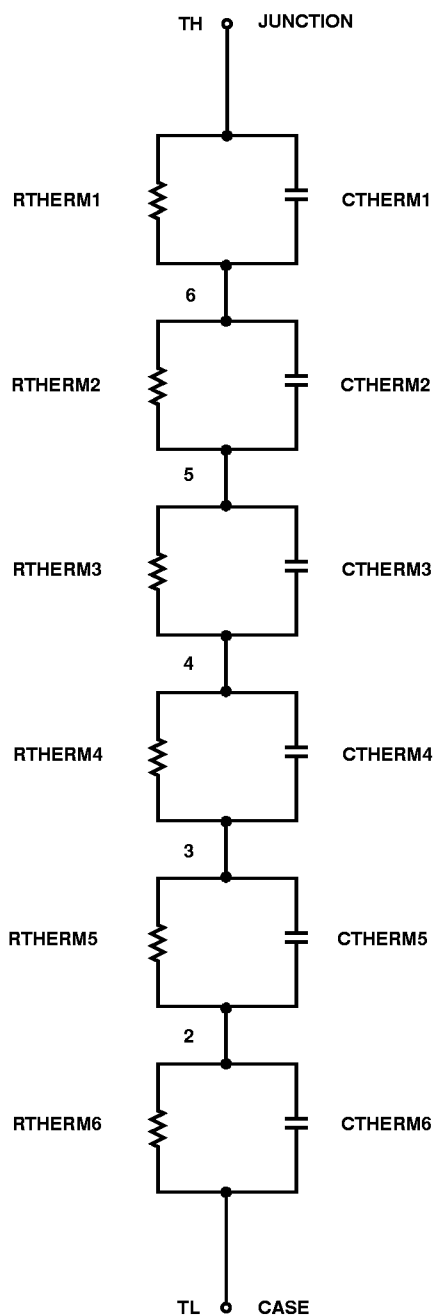 TH JUNCTION
RTHERM1 CTHERM1
6
RTHERM2 CTHERM2
5
RTHERM3 CTHERM3
4
RTHERM4 CTHERM4
3
RTHERM5 CTHERM5
2
RTHERM6 CTHERM6
TL CASE